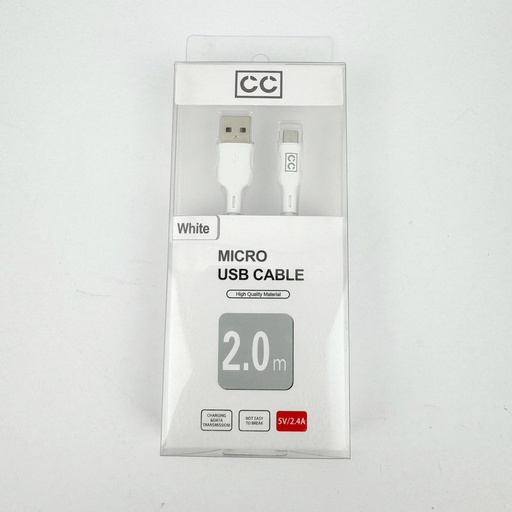 CC
CC
White
MICRO
USB CABLE
High Quality Material
2.0m
CHARGING
&DATA
TRANSMISSION
NOT EASY
TO BREAK
5V/2.4A